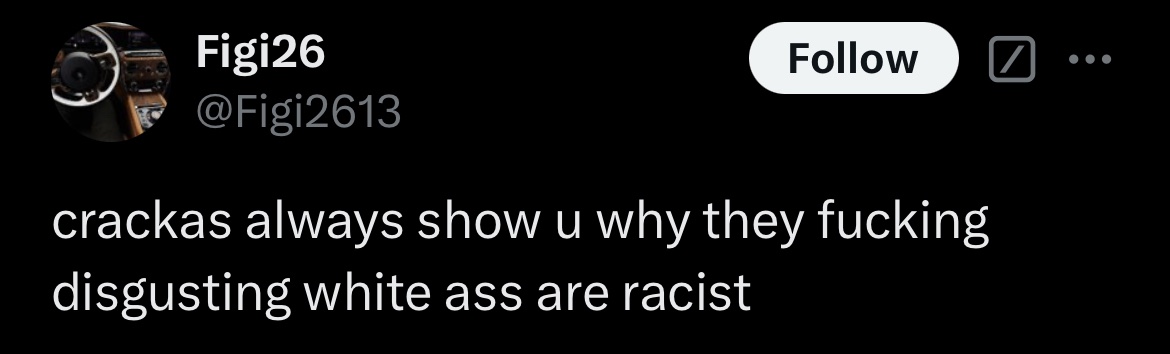 Figi26
Follow
@Figi2613
crackas always show u why they fucking
disgusting white ass are racist